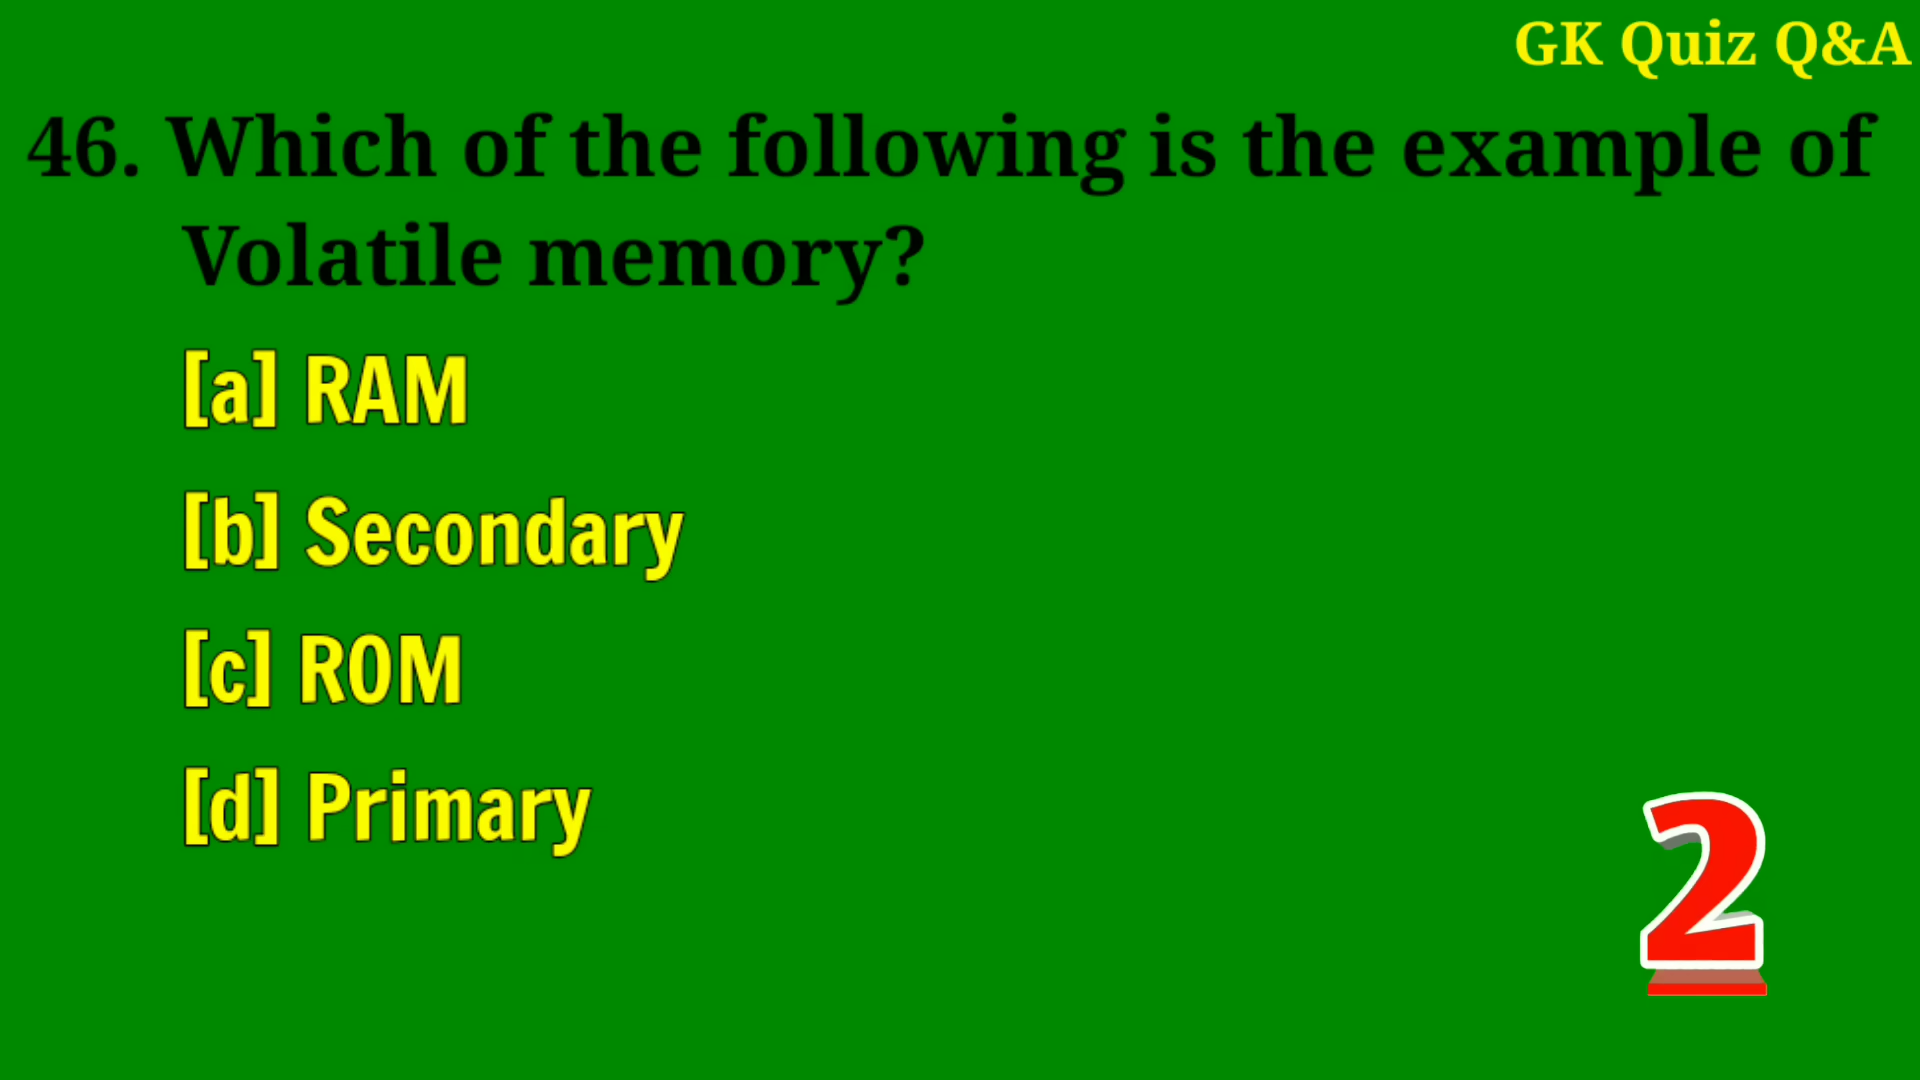 GK Quiz Q&A
46. Which of the following is the example of
Volatile memory?
[a] RAM
[b] Secondary
[c] ROM
[d] Primary
2